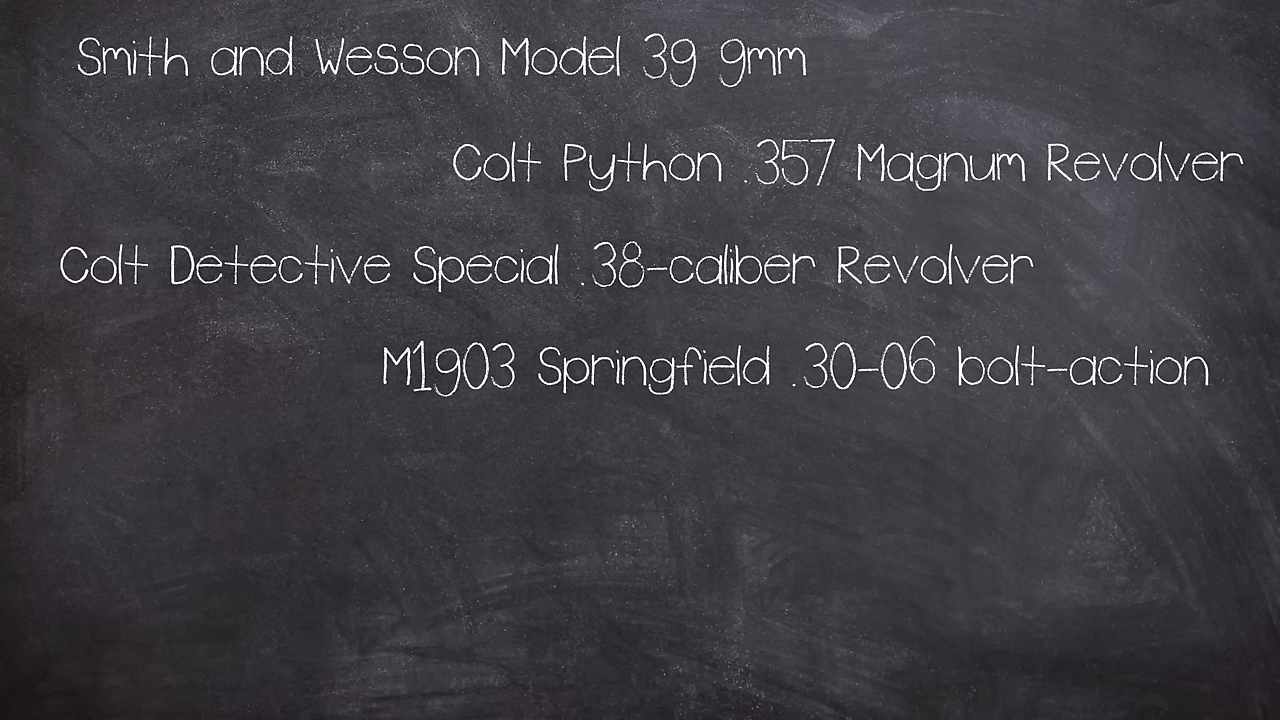 Smith and Wesson Model 39 9mm
Colt Python .357 Magnum Revolver
Colt Detective Special .38-caliber Revolver
M1903 Springfield .30-06 bolt-action